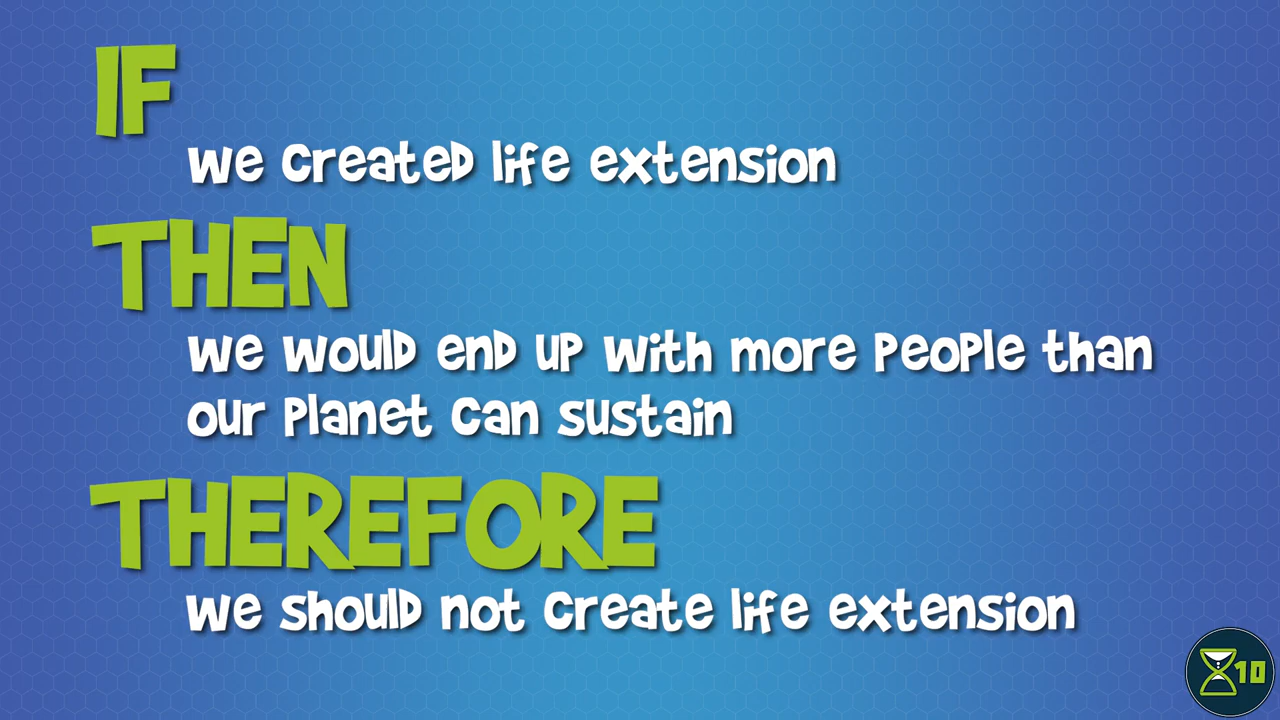 IF
we created life extension
THEN
we would end up with more people than
our planet can sustain
THEREFORE
we should not create life extension
10